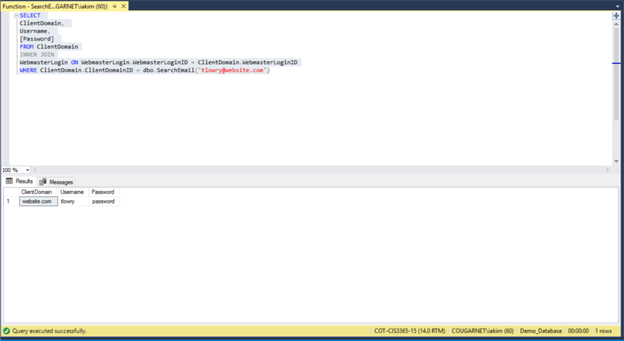 Function - SearchE...GARNET\iakim (60))
SELECT
ClientDomain,
Username,
[Password]
FROM ClientDomain
INNER JOIN
WebmasterLogin ON WebmasterLogin.WebmasterLoginID = ClientDomain.WebmasterLoginID
WHERE ClientDomain.ClientDomainID = dbo.SearchEmail('tlowry@website.com')
100 %
Results Messages
ClientDomain Username Password
1 website.com tlowry password
Query executed successfully. COT-CIS3365-15 (14.0 RTM) COUGARNET\iakim (60) Demo_Database 00:00:00 1 rows